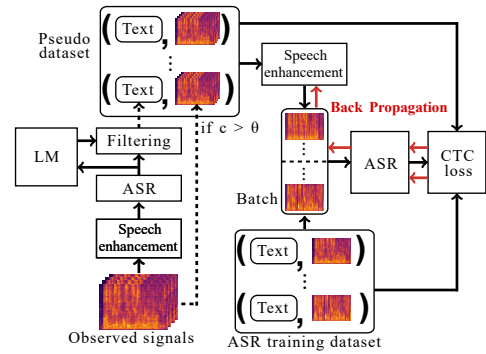 Pseudo
dataset
( Text , )
⋮
( Text , )
Speech
enhancement
Back Propagation
if c > θ
LM
Filtering
ASR
Speech
enhancement
Observed signals
Batch
ASR
CTC
loss
( Text , )
⋮
( Text , )
ASR training dataset